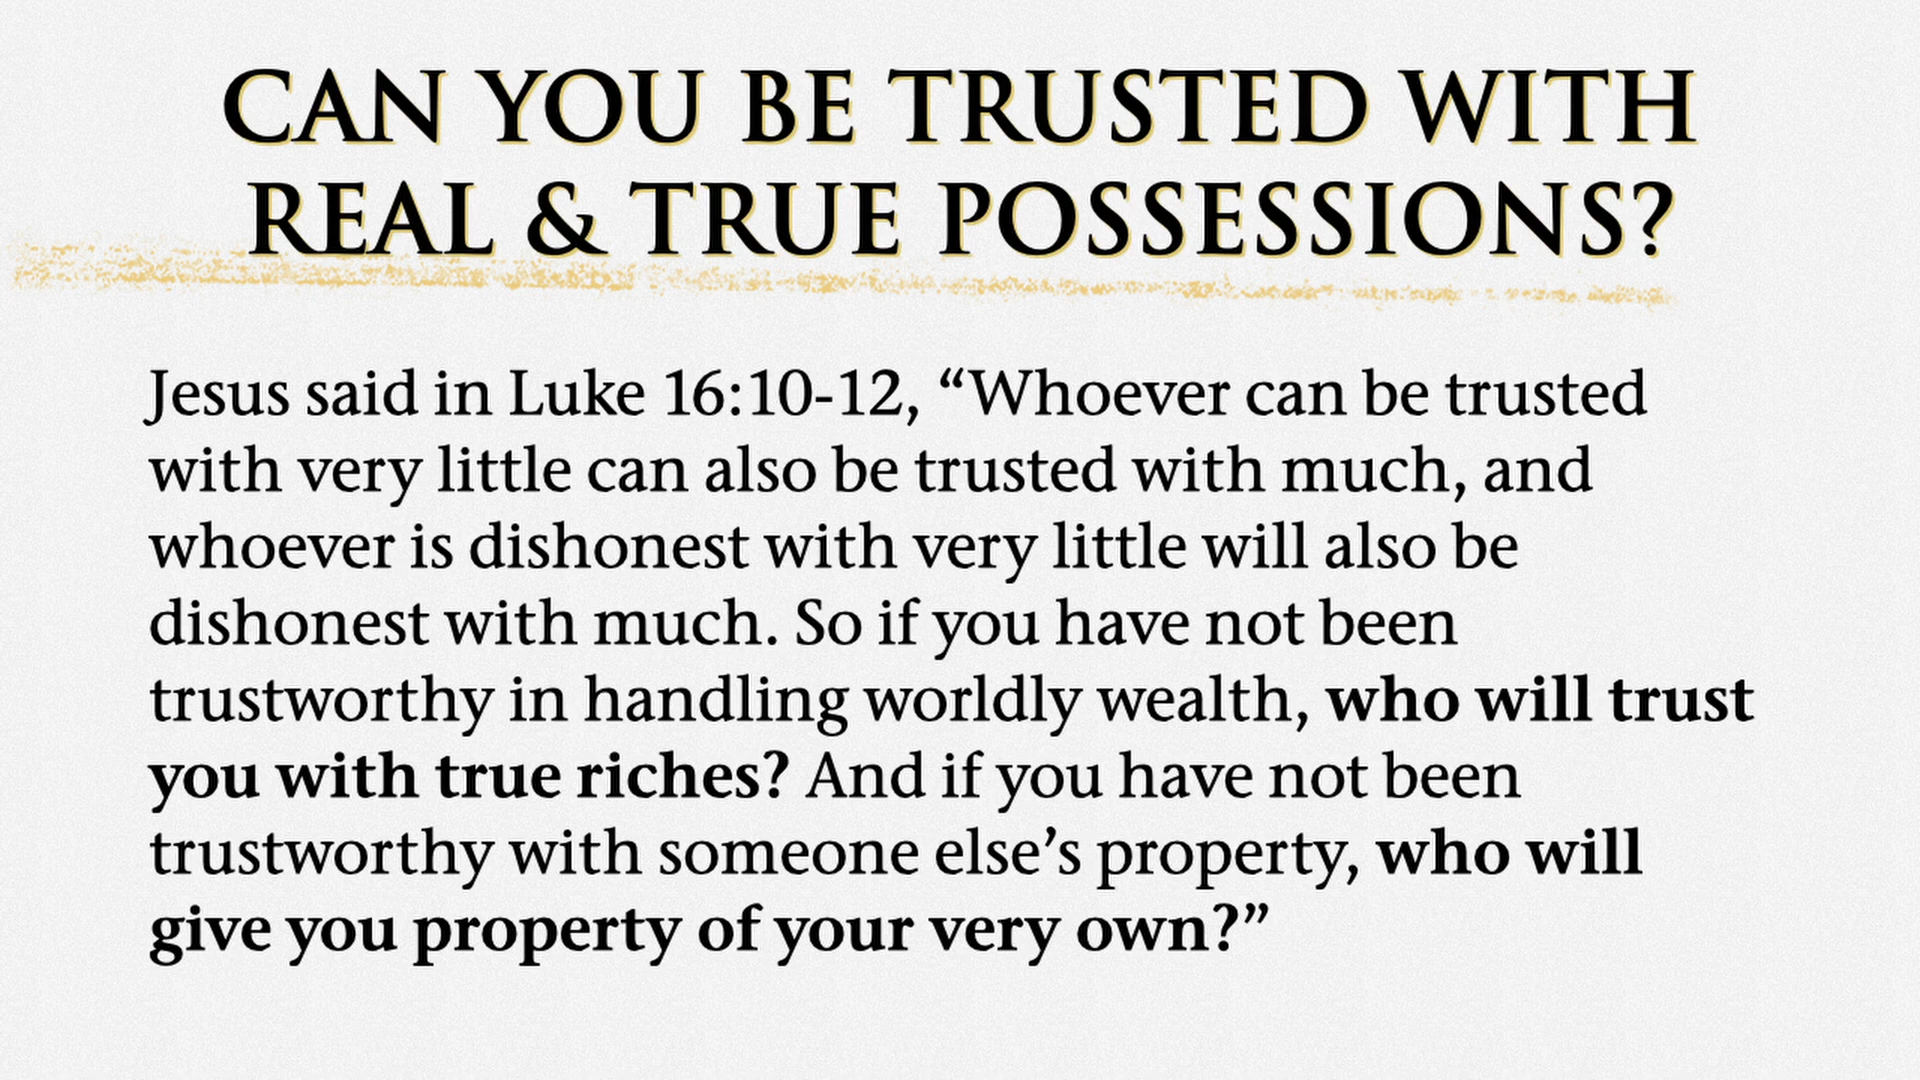 CAN YOU BE TRUSTED WITH
REAL & TRUE POSSESSIONS?
Jesus said in Luke 16:10-12, “Whoever can be trusted
with very little can also be trusted with much, and
whoever is dishonest with very little will also be
dishonest with much. So if you have not been
trustworthy in handling worldly wealth, who will trust
you with true riches? And if you have not been
trustworthy with someone else’s property, who will
give you property of your very own?”